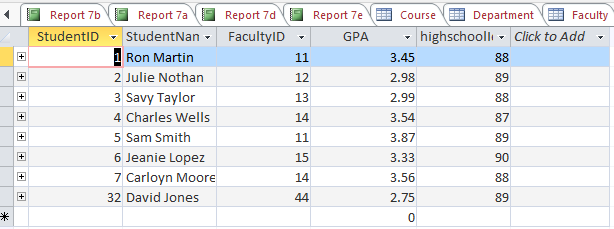 Report 7b Report 7a Report 7d Report 7e Course Department Faculty
StudentID StudentNan FacultyID GPA highschoolIc Click to Add
1 Ron Martin 11 3.45 88
2 Julie Nothan 12 2.98 89
3 Savy Taylor 13 2.99 88
4 Charles Wells 14 3.54 87
5 Sam Smith 11 3.87 89
6 Jeanie Lopez 15 3.33 90
7 Carloyn Moore 14 3.56 88
32 David Jones 44 2.75 89
0